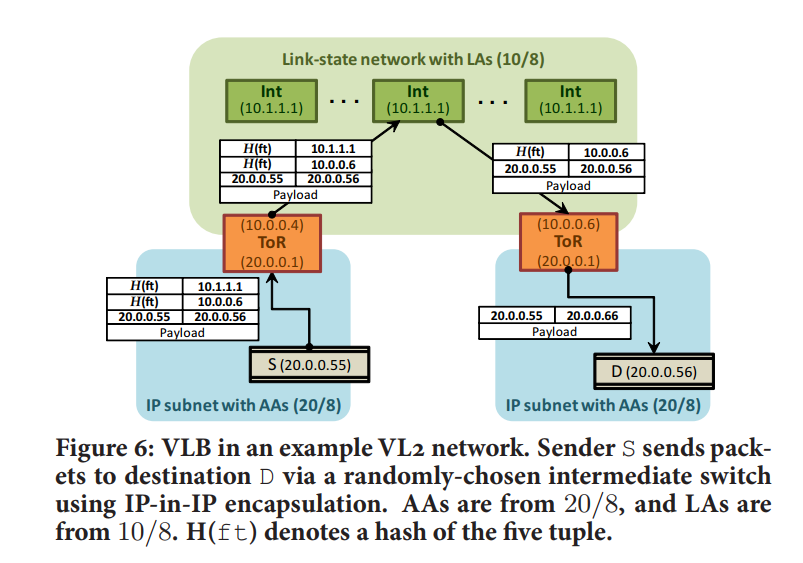 Link-state network with LAs (10/8)
Int
(10.1.1.1)
. . .
Int
(10.1.1.1)
. . .
Int
(10.1.1.1)
H(ft) 10.1.1.1
H(ft) 10.0.0.6
20.0.0.55 20.0.0.56
Payload
H(ft) 10.0.0.6
20.0.0.55 20.0.0.56
Payload
(10.0.0.4)
ToR
(20.0.0.1)
(10.0.0.6)
ToR
(20.0.0.1)
H(ft) 10.1.1.1
H(ft) 10.0.0.6
20.0.0.55 20.0.0.56
Payload
20.0.0.55 20.0.0.66
Payload
S (20.0.0.55)
D (20.0.0.56)
IP subnet with AAs (20/8)
IP subnet with AAs (20/8)
Figure 6: VLB in an example VL2 network. Sender S sends pack-
ets to destination D via a randomly-chosen intermediate switch
using IP-in-IP encapsulation. AAs are from 20/8, and LAs are
from 10/8. H(ft) denotes a hash of the five tuple.